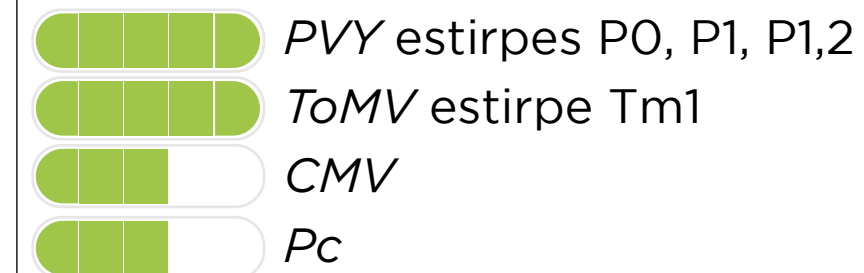 PVY estirpes P0, P1, P1,2
ToMV estirpe Tm1
CMV
Pc